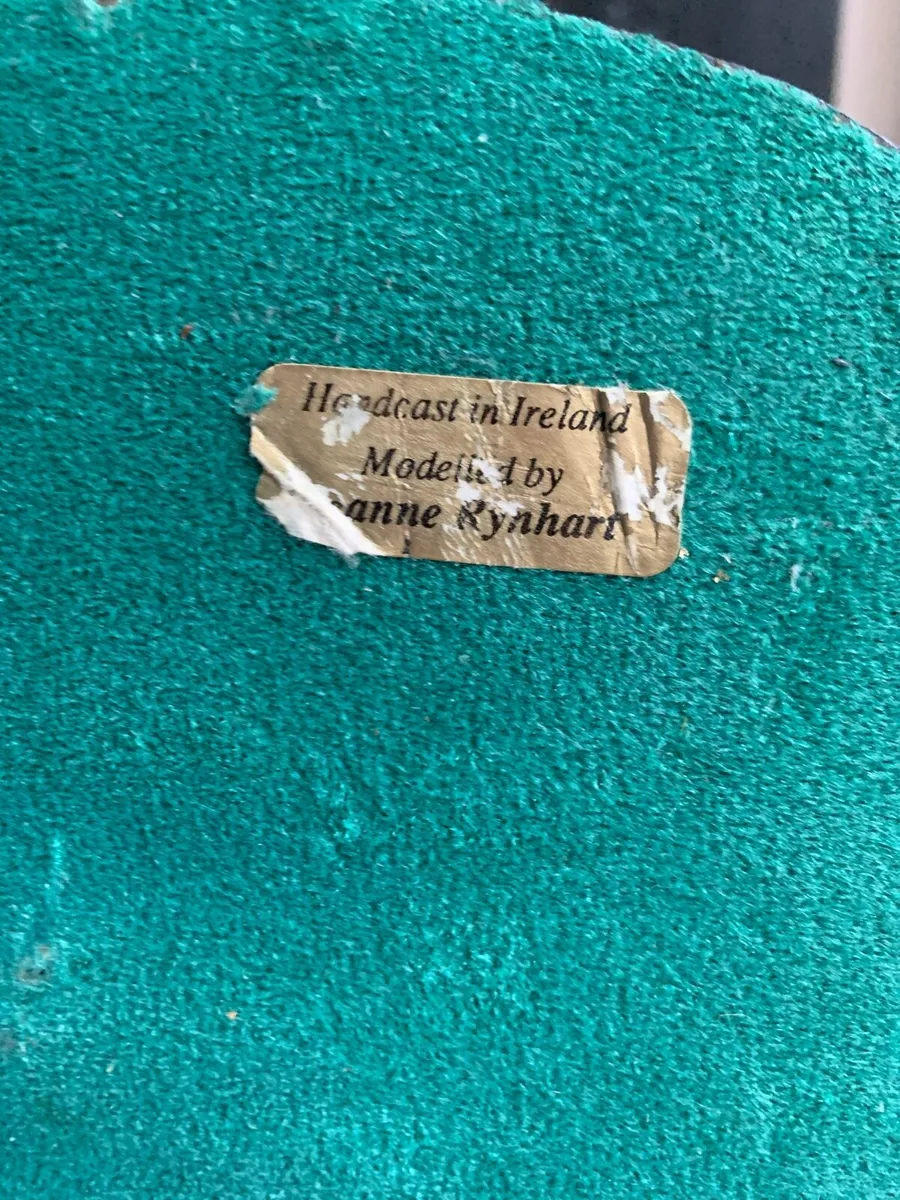 Handcast in Ireland
Modelled by
Rynhart